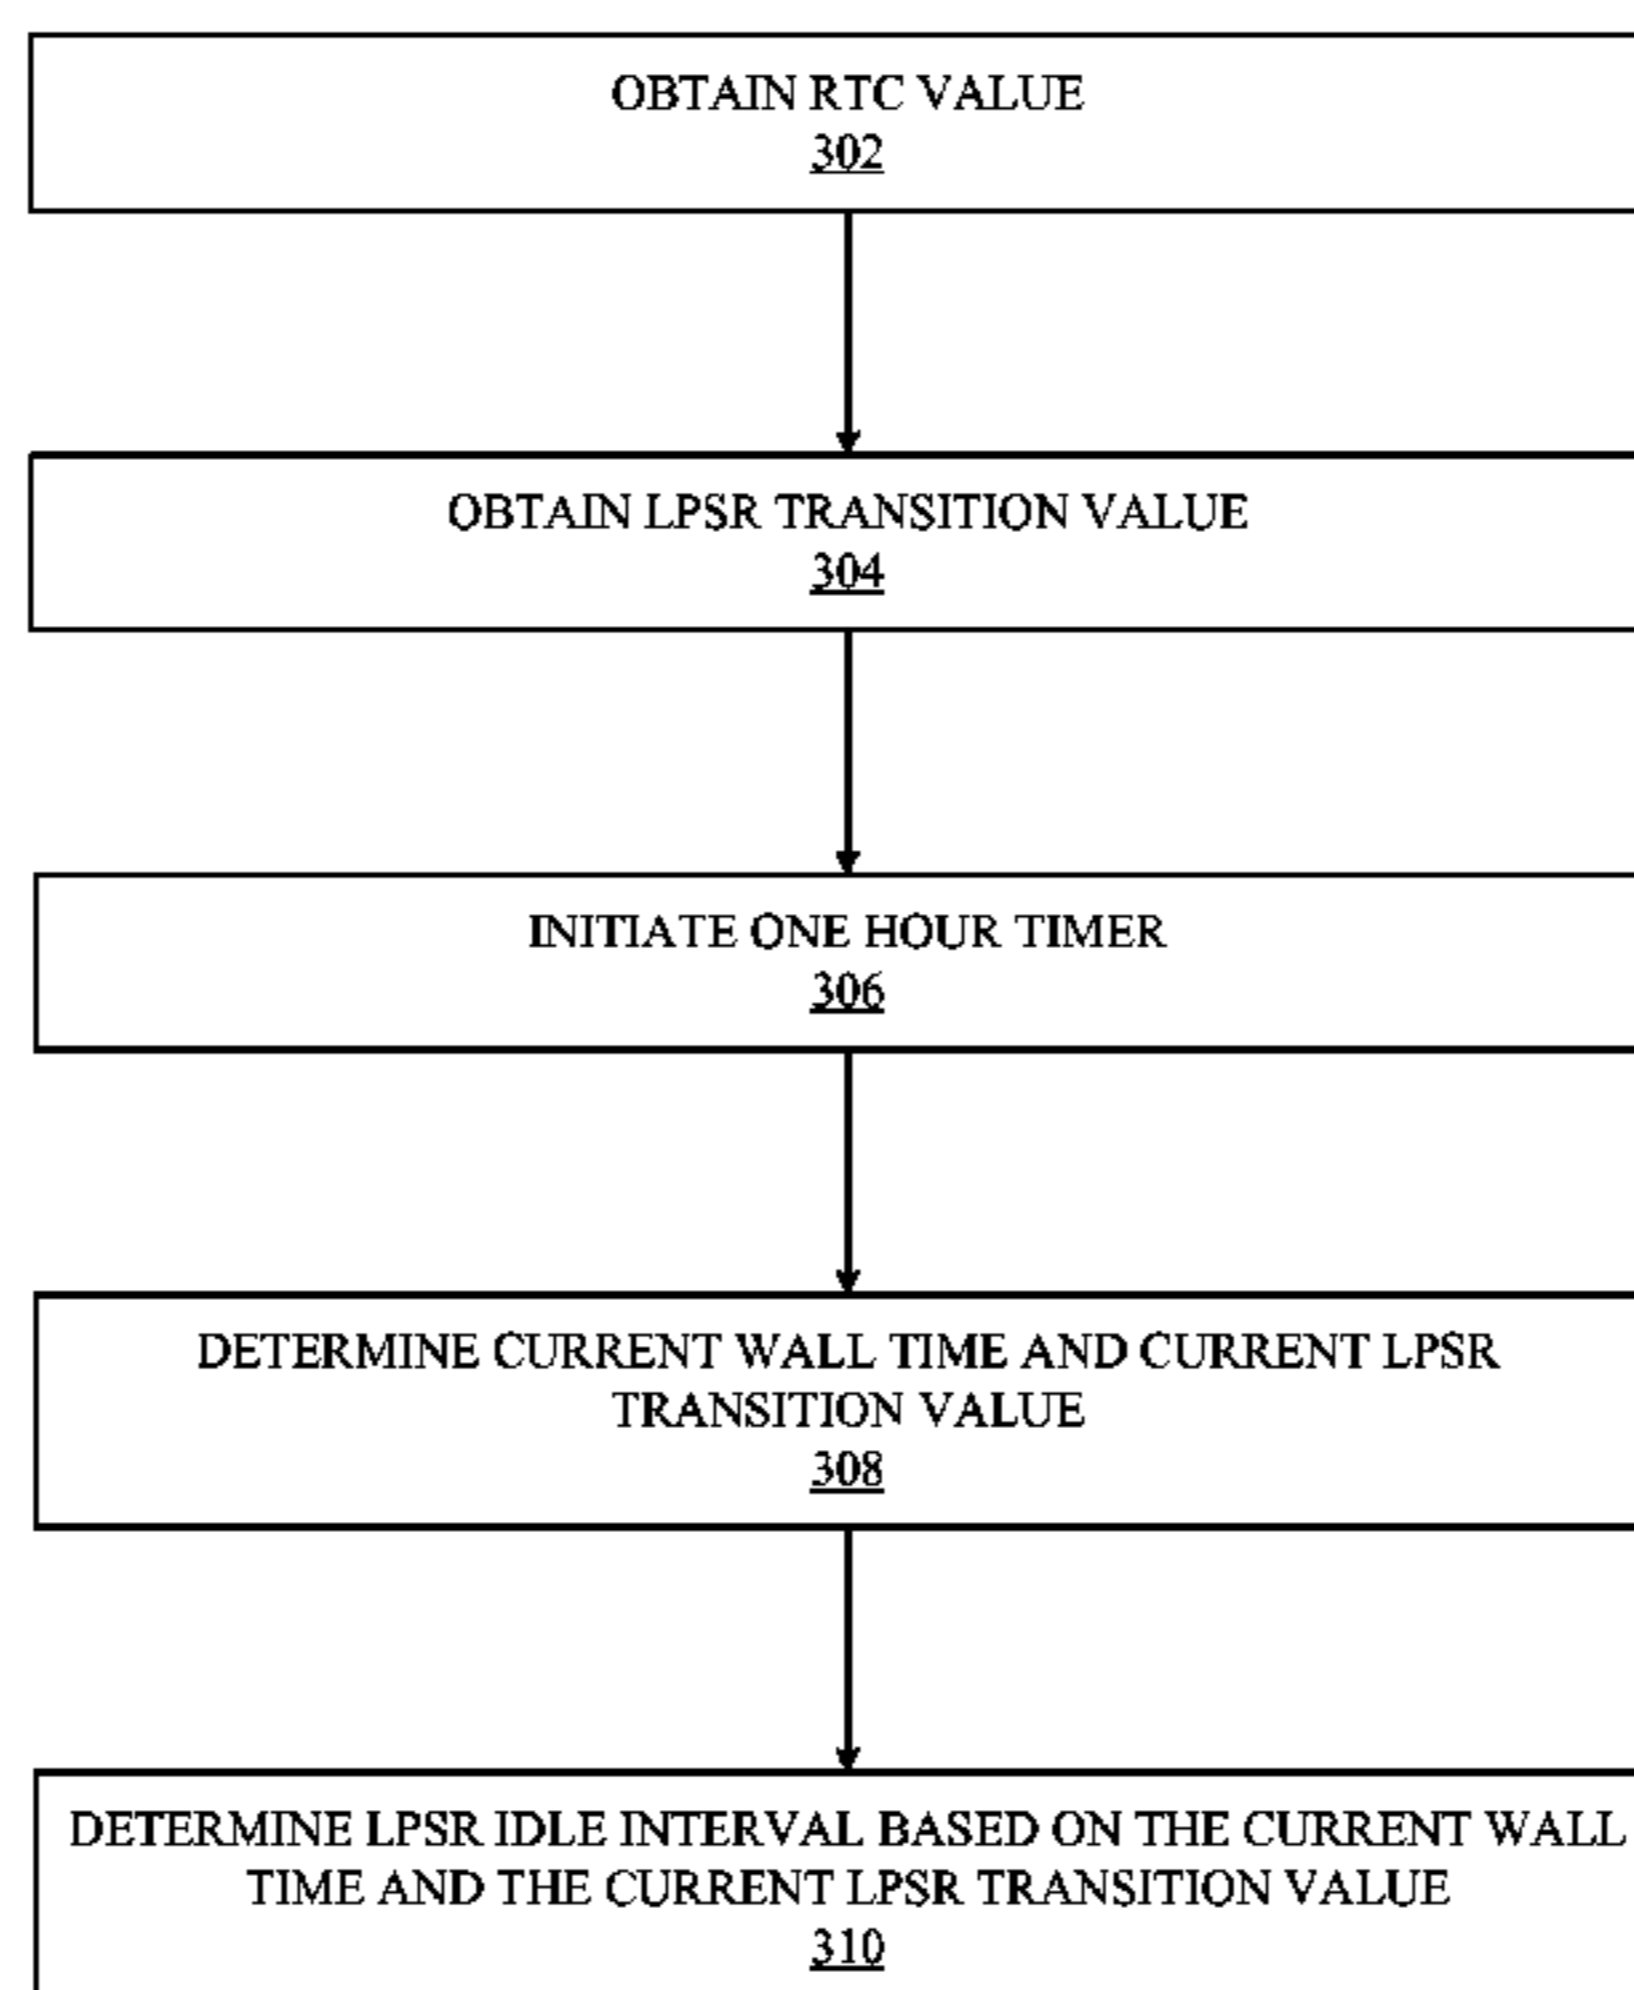 OBTAIN RTC VALUE
302
OBTAIN LPSR TRANSITION VALUE
304
INITIATE ONE HOUR TIMER
306
DETERMINE CURRENT WALL TIME AND CURRENT LPSR
TRANSITION VALUE
308
DETERMINE LPSR IDLE INTERVAL BASED ON THE CURRENT WALL
TIME AND THE CURRENT LPSR TRANSITION VALUE
310